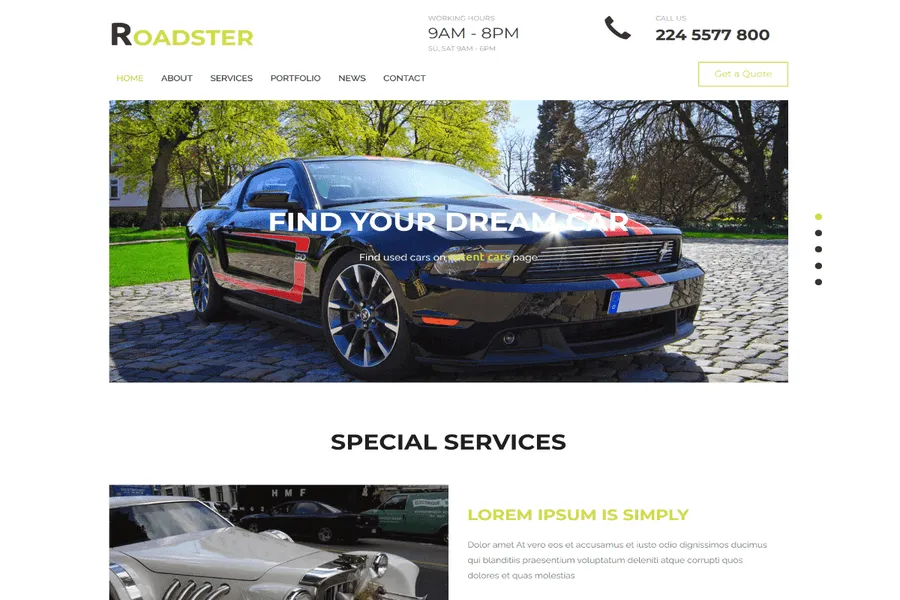 ROADSTER
WORKING HOURS
9AM - 8PM
SU, SAT 9AM - 6PM
CALL US
224 5577 800
HOME ABOUT SERVICES PORTFOLIO NEWS CONTACT
Get a Quote
FIND YOUR DREAM CAR
5.0
Find used cars on recent cars page.
SPECIAL SERVICES
HMF
LOREM IPSUM IS SIMPLY
Dolor amet At vero eos et accusamus et iusto odio dignissimos ducimus
qui blanditiis praesentium voluptatum deleniti atque corrupti quos
dolores et quas molestias